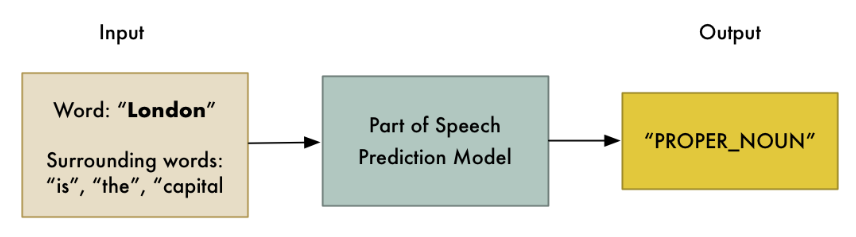 Input
Output
Word: “London”
Surrounding words:
“is”, “the”, “capital
Part of Speech
Prediction Model
“PROPER_NOUN”